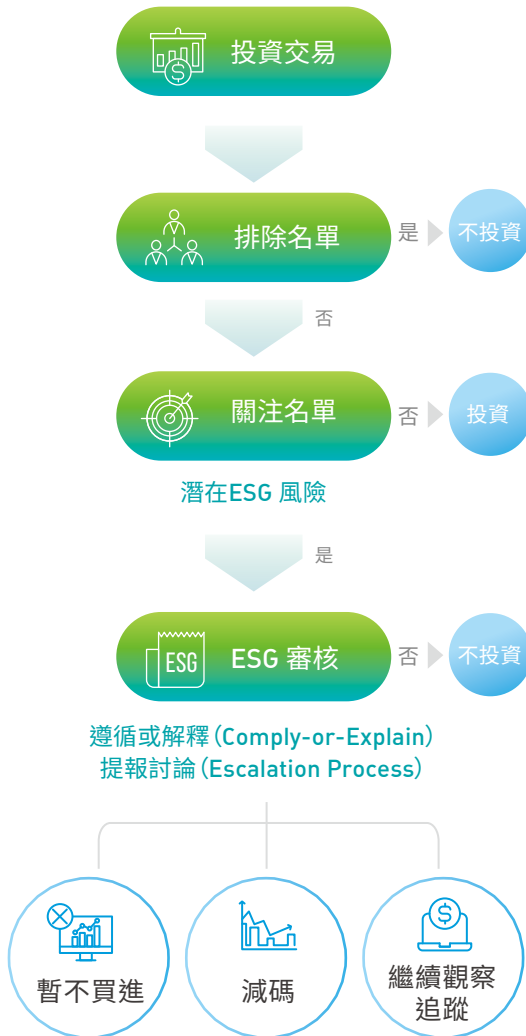 投資交易
排除名單
是
不投資
否
關注名單
否
投資
潛在ESG 風險
是
ESG
ESG 審核
否
不投資
遵循或解釋(Comply-or-Explain)
提報討論(Escalation Process)
暫不買進
減碼
繼續觀察
追蹤